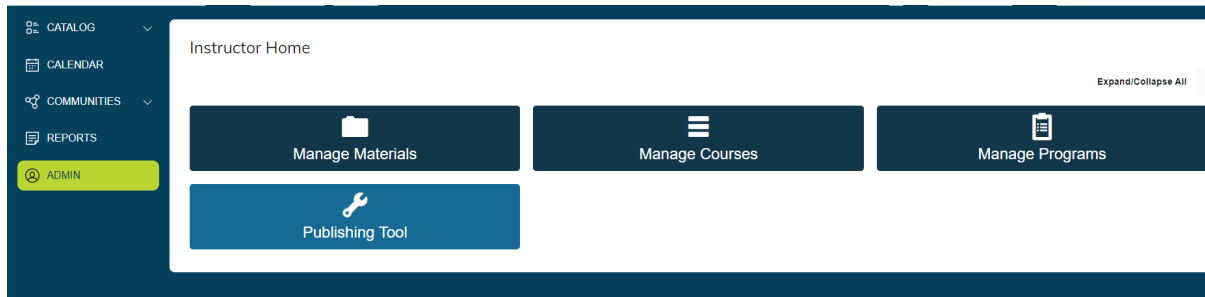 CATALOG
CALENDAR
COMMUNITIES
REPORTS
ADMIN
Instructor Home
Expand/Collapse All
Manage Materials
Manage Courses
Manage Programs
Publishing Tool